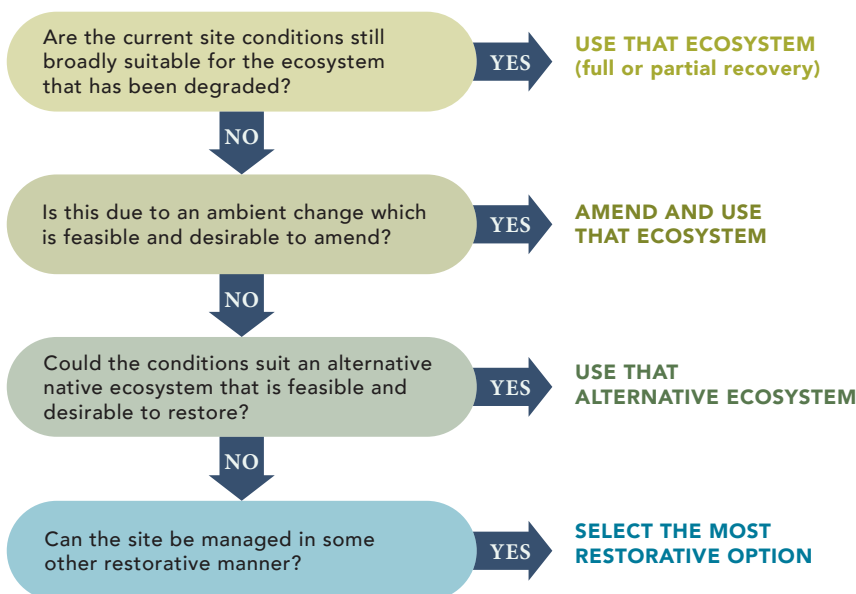 Are the current site conditions still
broadly suitable for the ecosystem
that has been degraded?
YES
USE THAT ECOSYSTEM
(full or partial recovery)
NO
Is this due to an ambient change which
is feasible and desirable to amend?
YES
AMEND AND USE
THAT ECOSYSTEM
NO
Could the conditions suit an alternative
native ecosystem that is feasible and
desirable to restore?
YES
USE THAT
ALTERNATIVE ECOSYSTEM
NO
Can the site be managed in some
other restorative manner?
YES
SELECT THE MOST
RESTORATIVE OPTION